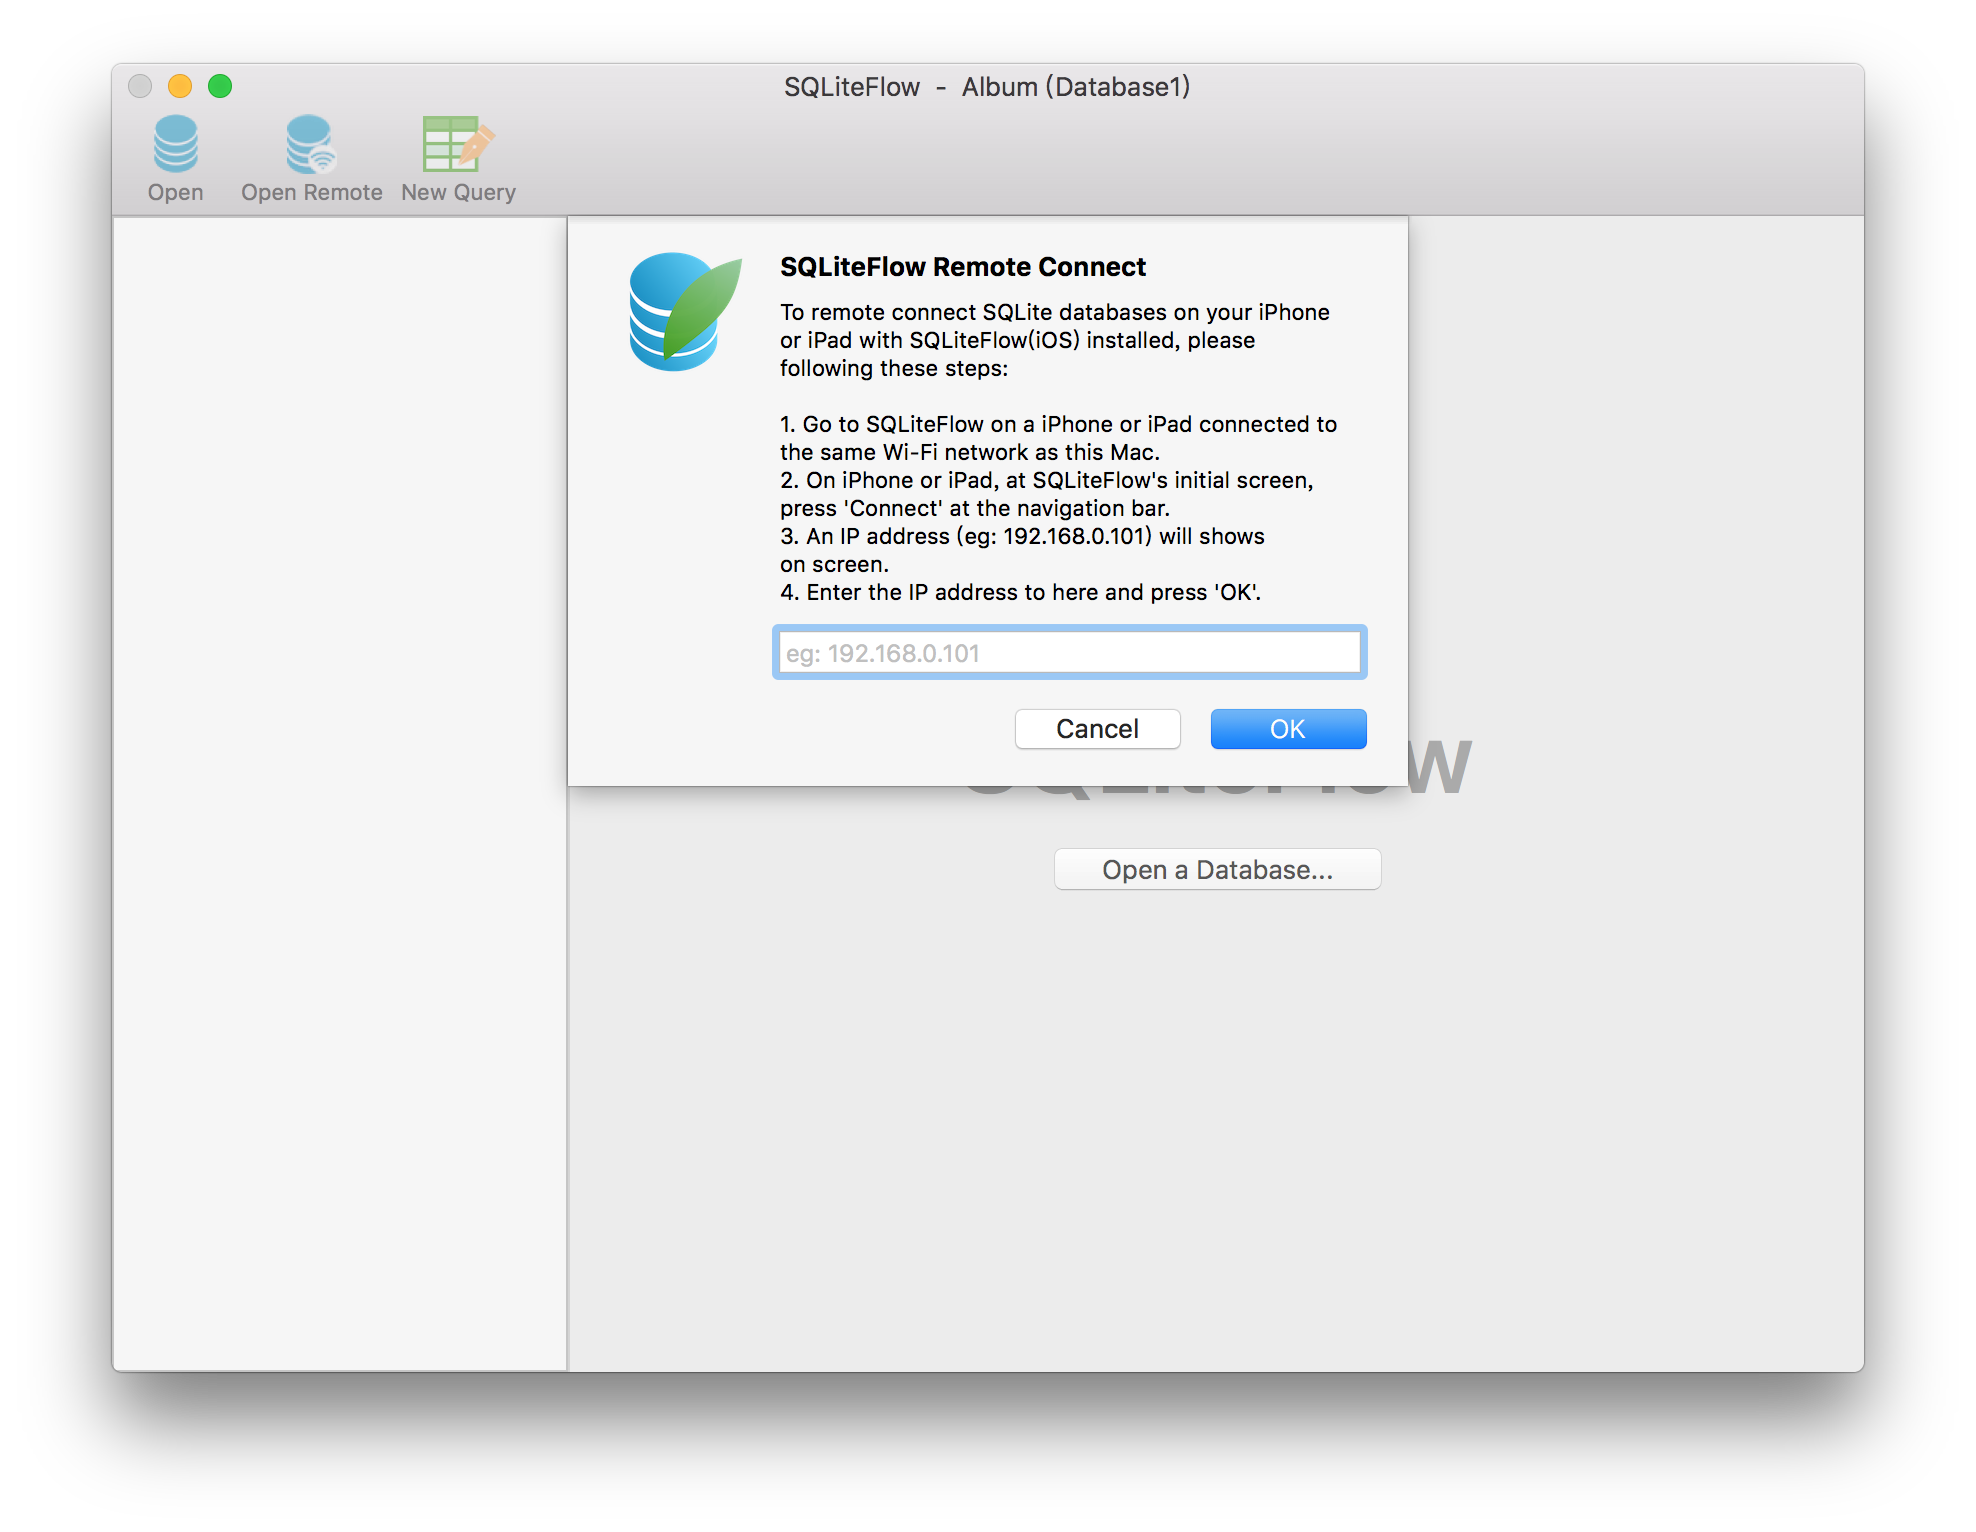 SQLiteFlow - Album (Database1)
Open
Open Remote
New Query
SQLiteFlow Remote Connect
To remote connect SQLite databases on your iPhone
or iPad with SQLiteFlow(iOS) installed, please
following these steps:
1. Go to SQLiteFlow on a iPhone or iPad connected to
the same Wi-Fi network as this Mac.
2. On iPhone or iPad, at SQLiteFlow's initial screen,
press 'Connect' at the navigation bar.
3. An IP address (eg: 192.168.0.101) will shows
on screen.
4. Enter the IP address to here and press 'OK'.
eg: 192.168.0.101
Cancel
OK
SQLiteFlow
Open a Database...